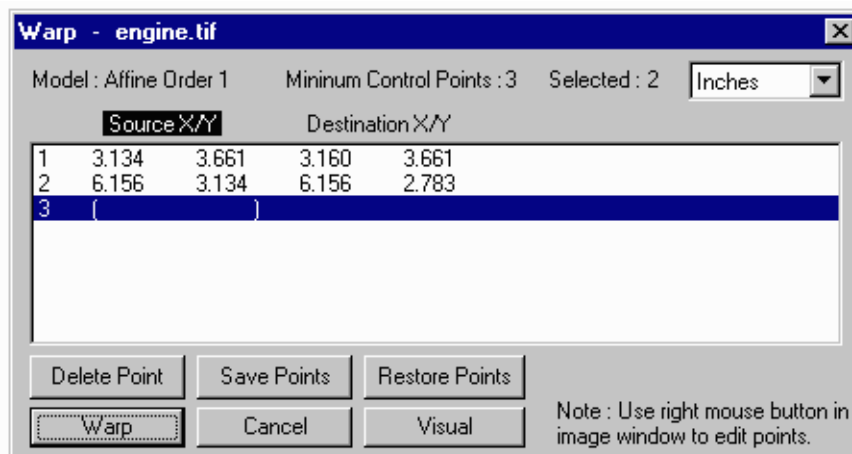 Warp - engine.tif
Model : Affine Order 1 Mininum Control Points : 3 Selected : 2 Inches
Source X/Y Destination X/Y
1 3.134 3.661 3.160 3.661
2 6.156 3.134 6.156 2.783
3 ( )
Delete Point Save Points Restore Points
Warp Cancel Visual
Note : Use right mouse button in
image window to edit points.